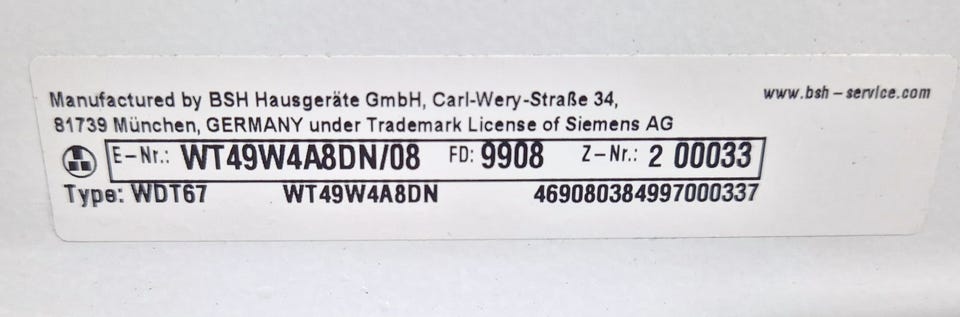 Manufactured by BSH Hausgeräte GmbH, Carl-Wery-Straße 34,
www.bsh-service.com
81739 München, GERMANY under Trademark License of Siemens AG
E-Nr.: WT49W4A8DN/08 FD: 9908 Z-Nr.: 2 00033
Type: WDT67 WT49W4A8DN 469080384997000337